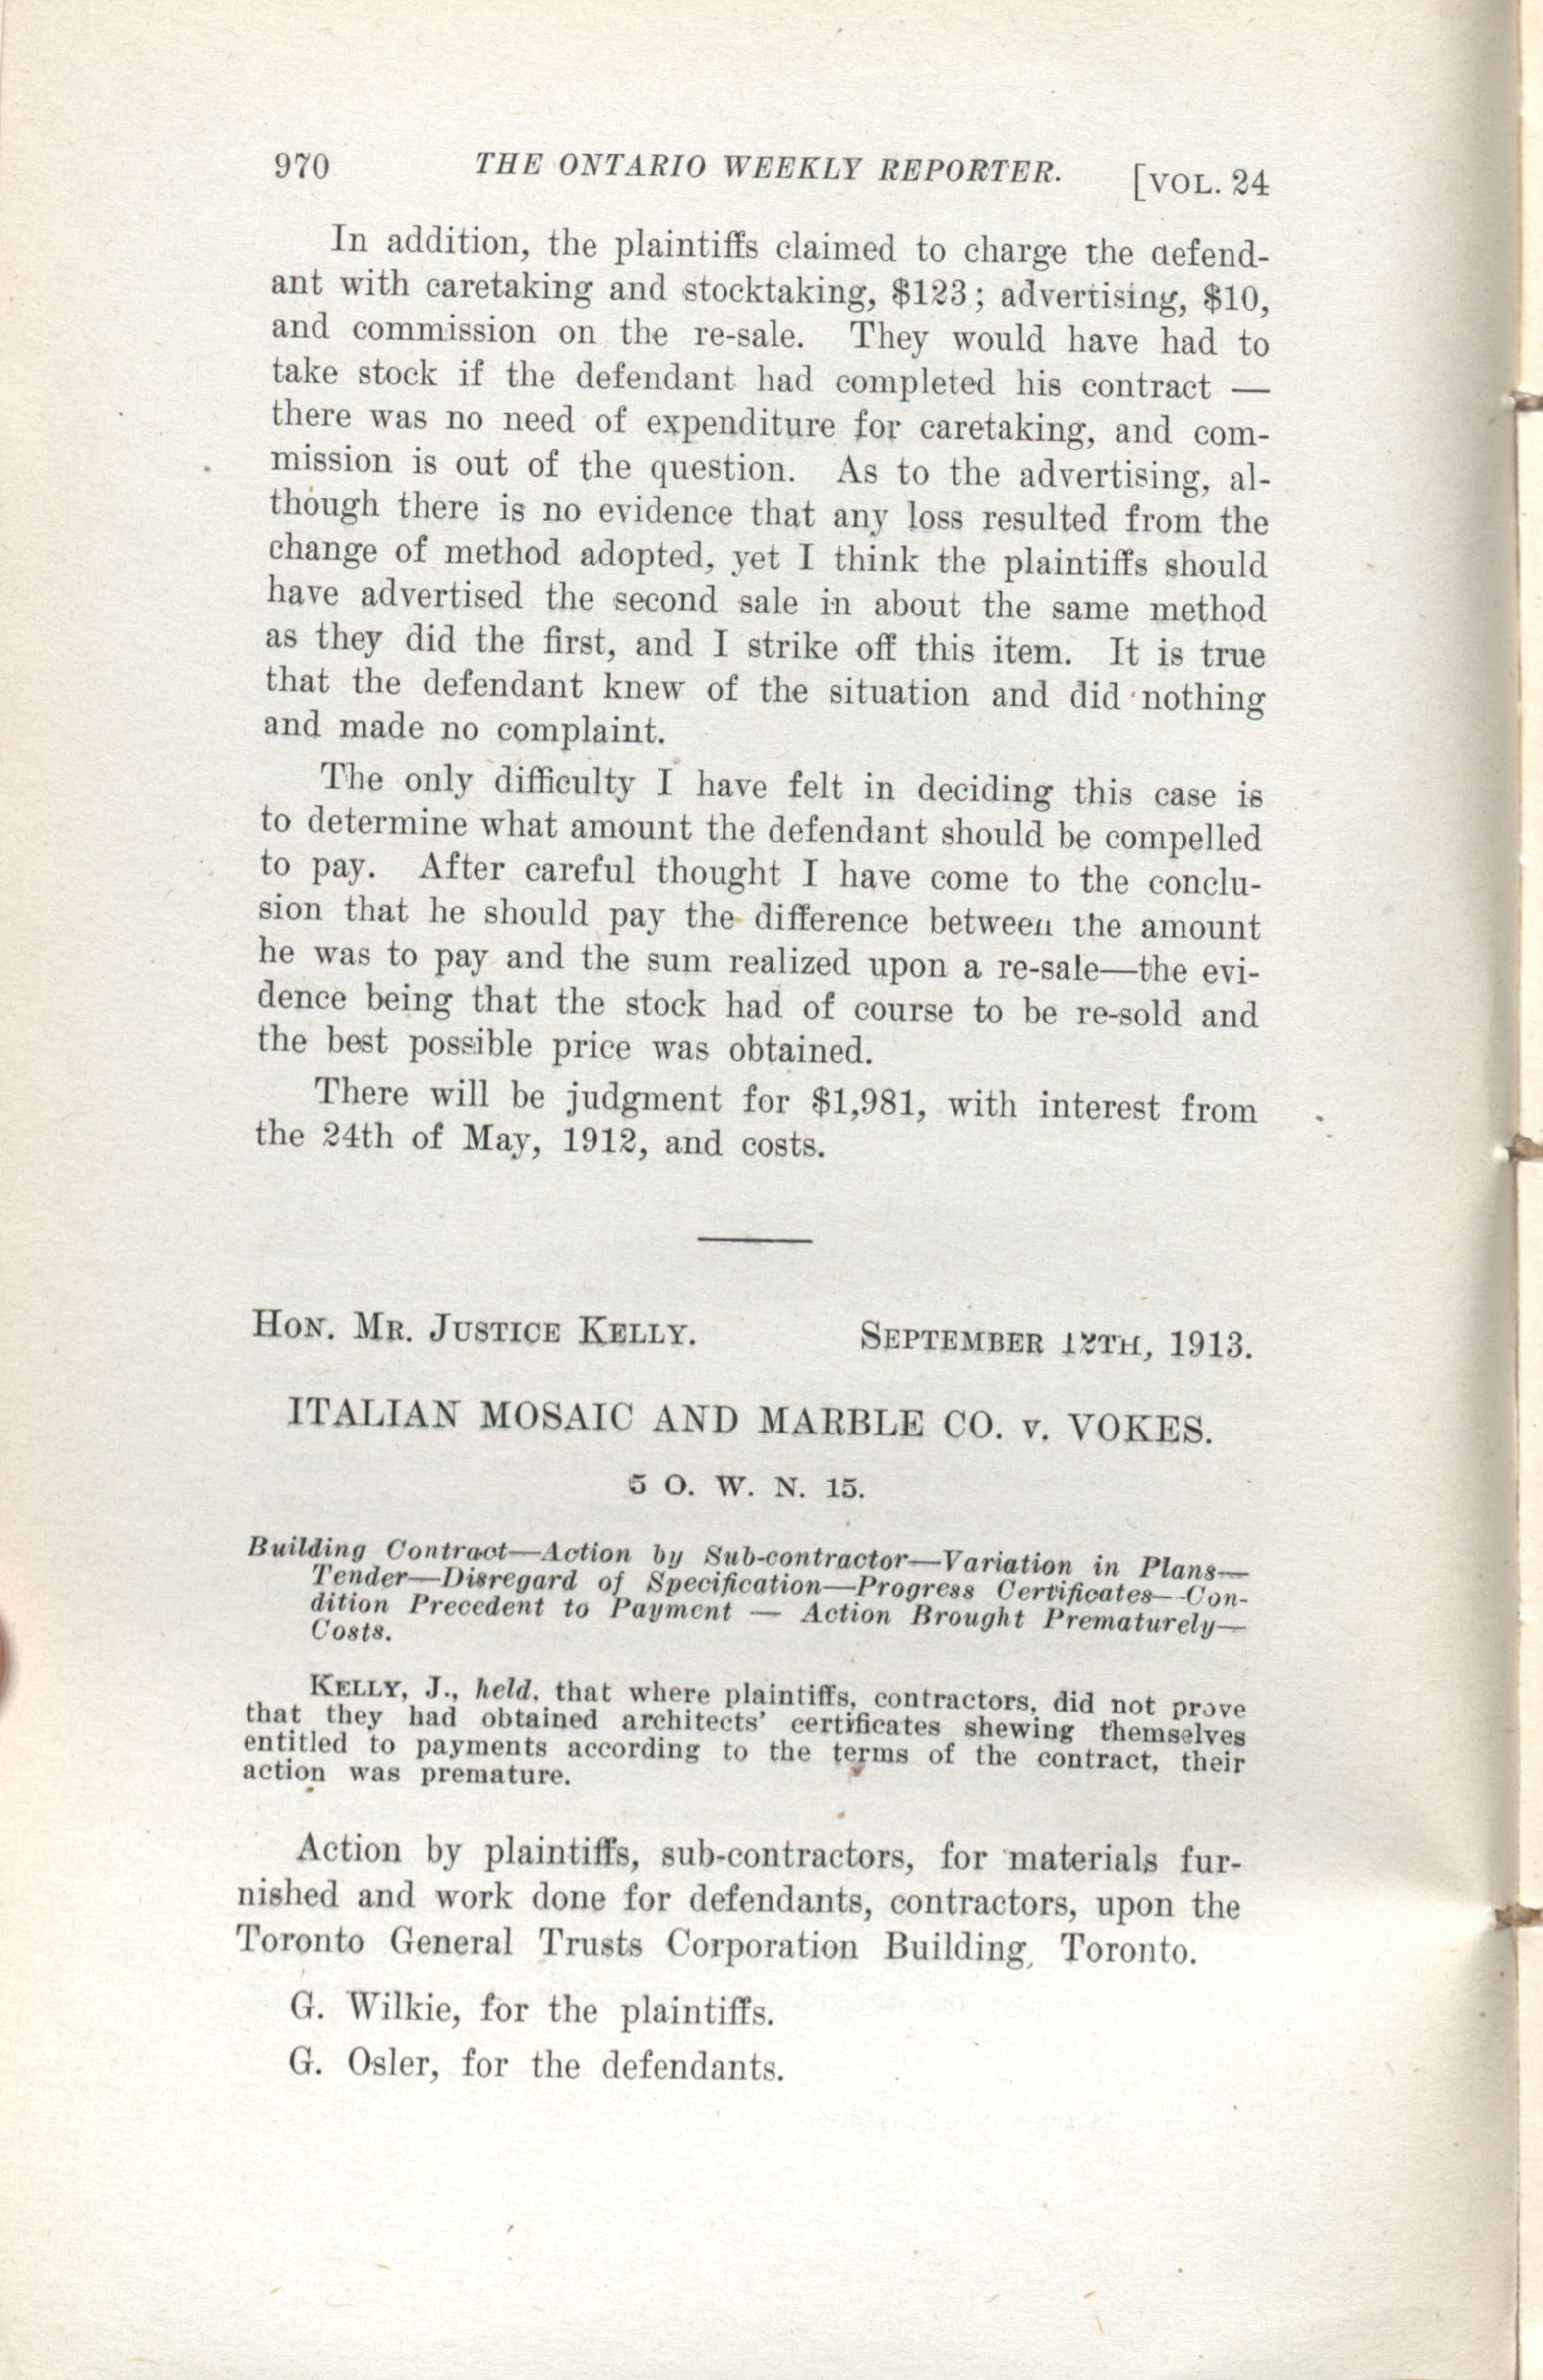 970 THE ONTARIO WEEKLY REPORTER. [VOL. 24
In addition, the plaintiffs claimed to charge the defend-
ant with caretaking and stocktaking, $123; advertising, $10,
and commission on the re-sale. They would have had to
take stock if the defendant had completed his contract —
there was no need of expenditure for caretaking, and com-
mission is out of the question. As to the advertising, al-
though there is no evidence that any loss resulted from the
change of method adopted, yet I think the plaintiffs should
have advertised the second sale in about the same method
as they did the first, and I strike off this item. It is true
that the defendant knew of the situation and did nothing
and made no complaint.
The only difficulty I have felt in deciding this case is
to determine what amount the defendant should be compelled
to pay. After careful thought I have come to the conclu-
sion that he should pay the difference between the amount
he was to pay and the sum realized upon a re-sale—the evi-
dence being that the stock had of course to be re-sold and
the best possible price was obtained.
There will be judgment for $1,981, with interest from
the 24th of May, 1912, and costs.
HON. MR. JUSTICE KELLY. SEPTEMBER 12TH, 1913.
ITALIAN MOSAIC AND MARBLE CO. v. VOKES.
5 O. W. N. 15.
Building Contract—Action by Sub-contractor—Variation in Plans—
Tender—Disregard of Specification—Progress Certificates—Con-
dition Precedent to Payment — Action Brought Prematurely—
Costs.
KELLY, J., held, that where plaintiffs, contractors, did not prove
that they had obtained architects' certificates shewing themselves
entitled to payments according to the terms of the contract, their
action was premature.
Action by plaintiffs, sub-contractors, for materials fur-
nished and work done for defendants, contractors, upon the
Toronto General Trusts Corporation Building, Toronto.
G. Wilkie, for the plaintiffs.
G. Osler, for the defendants.